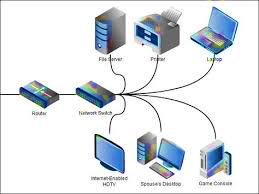 File Server
Printer
Laptop
Router
Network Switch
Internet-Enabled
HDTV
Spouse's Desktop
Game Console